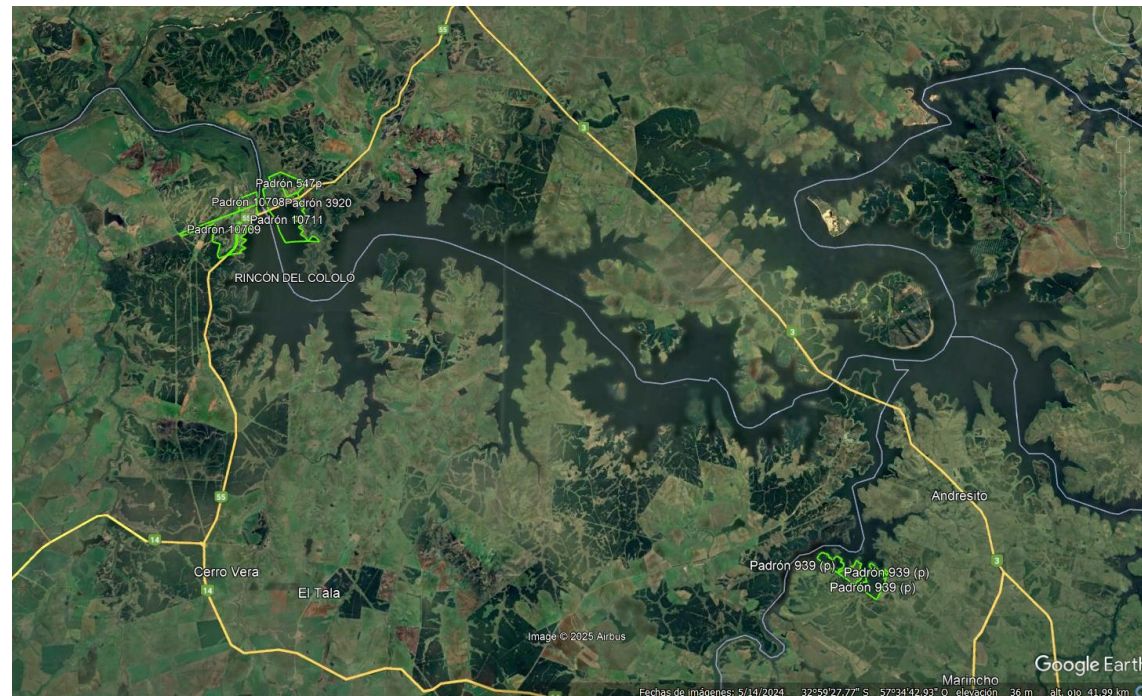 55
3
Padrón 547p
Padrón 10708
Padrón 3920
55
Padrón 10711
Padrón 10709
RINCÓN DEL COLOLÓ
3
55
Andresito
14
Cerro Vera
3
Padrón 939 (p)
Padrón 939 (p)
14
El Tala
Padrón 939 (p)
Image © 2025 Airbus
Google Earth
Marincho
Fechas de imágenes: 5/14/2024 32°59'27.77" S 57°34'42.93" O elevación 36 m alt. ojo 41.99 km